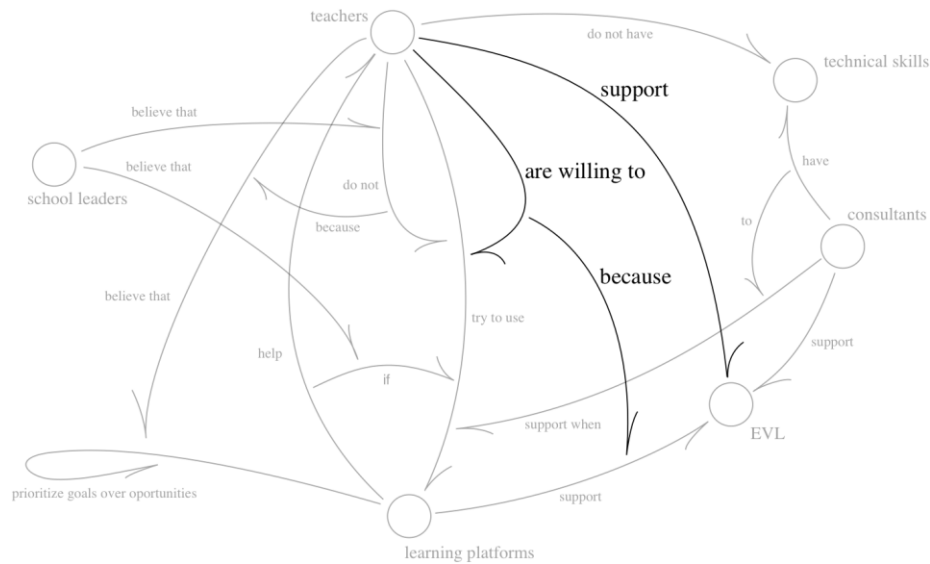 teachers
do not have
technical skills
support
believe that
believe that
are willing to
have
do not
school leaders
because
to
consultants
because
believe that
try to use
help
support
if
support when
EVL
prioritize goals over oportunities
support
learning platforms